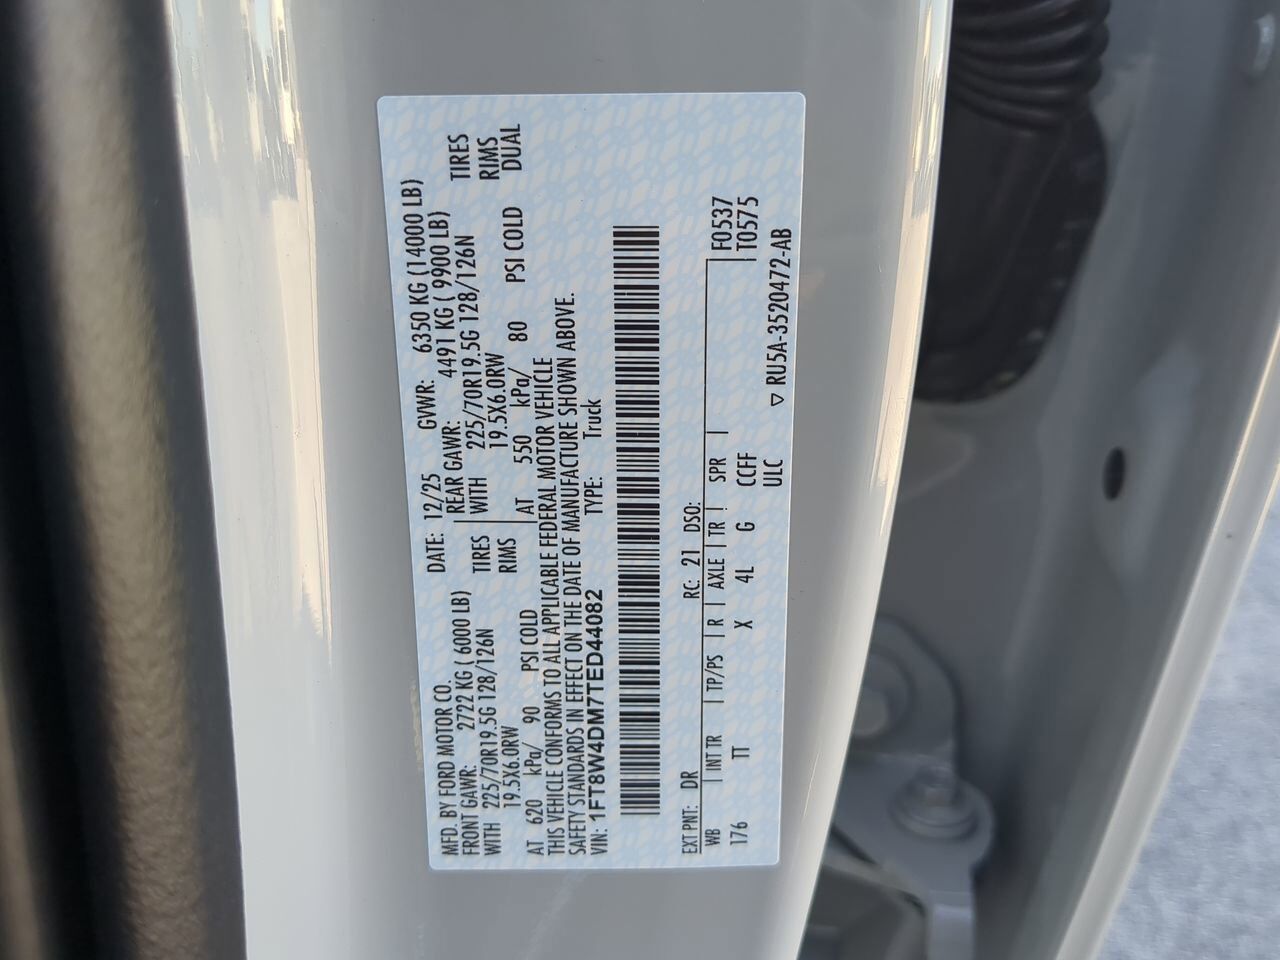 MFD. BY FORD MOTOR CO. DATE: 12/25 GVWR: 6350 KG (14000 LB)
FRONT GAWR: 2722 KG ( 6000 LB) REAR GAWR: 4491 KG ( 9900 LB)
WITH 225/70R19.5G 128/126N TIRES WITH 225/70R19.5G 128/126N TIRES
19.5X6.0RW RIMS 19.5X6.0RW RIMS
AT 620 kPa/ 90 PSI COLD AT 550 kPa/ 80 PSI COLD DUAL
THIS VEHICLE CONFORMS TO ALL APPLICABLE FEDERAL MOTOR VEHICLE
SAFETY STANDARDS IN EFFECT ON THE DATE OF MANUFACTURE SHOWN ABOVE.
VIN: 1FT8W4DM7TED44082 TYPE: Truck
EXT PNT: DR RC: 21 DSO:
WB INT TR TP/PS R AXLE TR SPR F0537
176 TT X 4L G CCFF T0575
ULC
▽ RU5A-3520472-AB